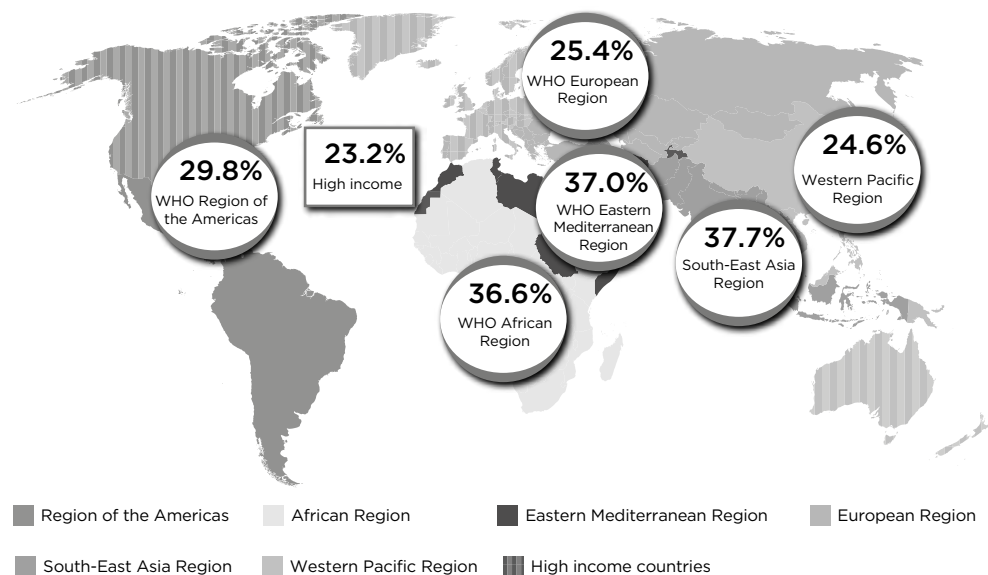 25.4%
WHO European
Region
29.8%
WHO Region of
the Americas
23.2%
High income
37.0%
WHO Eastern
Mediterranean
Region
24.6%
Western Pacific
Region
37.7%
South-East Asia
Region
36.6%
WHO African
Region
Region of the Americas
African Region
Eastern Mediterranean Region
European Region
South-East Asia Region
Western Pacific Region
High income countries